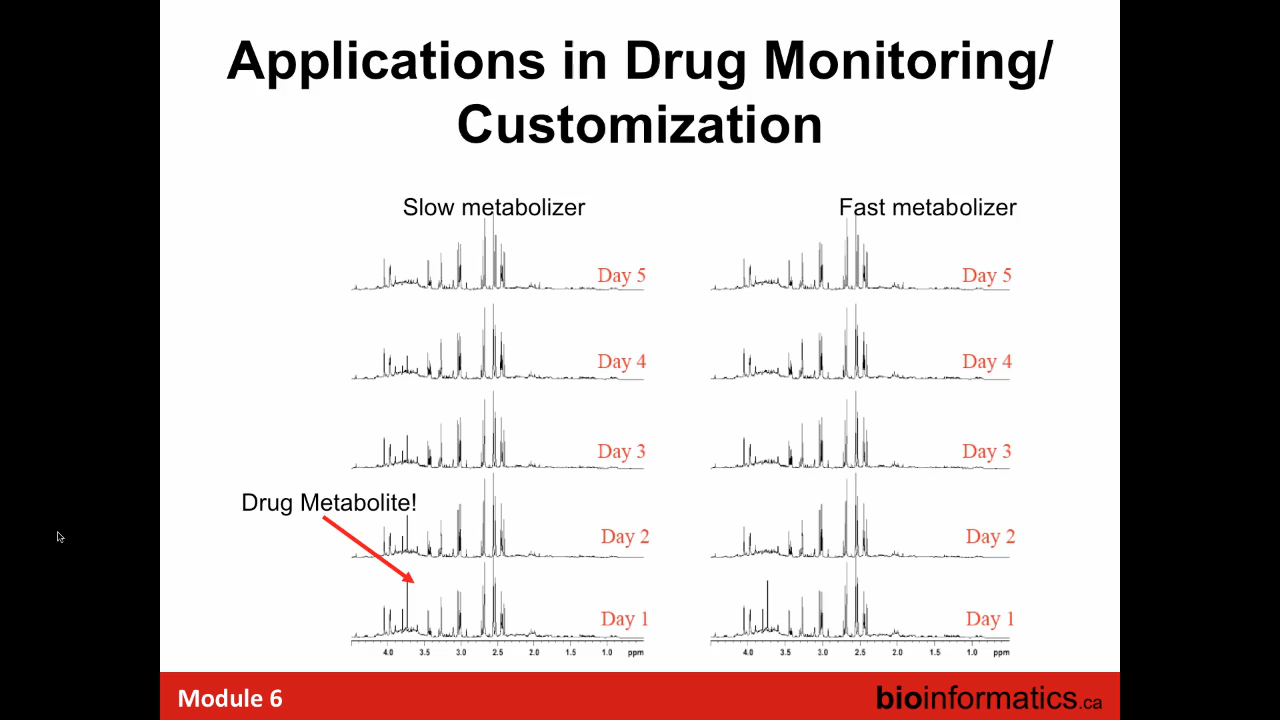 Applications in Drug Monitoring/
Customization
Slow metabolizer
Fast metabolizer
Day 5
Day 5
Day 4
Day 4
Day 3
Day 3
Drug Metabolite!
Day 2
Day 2
Day 1
Day 1
4.0 3.5 3.0 2.5 2.0 1.5 1.0 ppm
4.0 3.5 3.0 2.5 2.0 1.5 1.0 ppm
Module 6
bioinformatics.ca